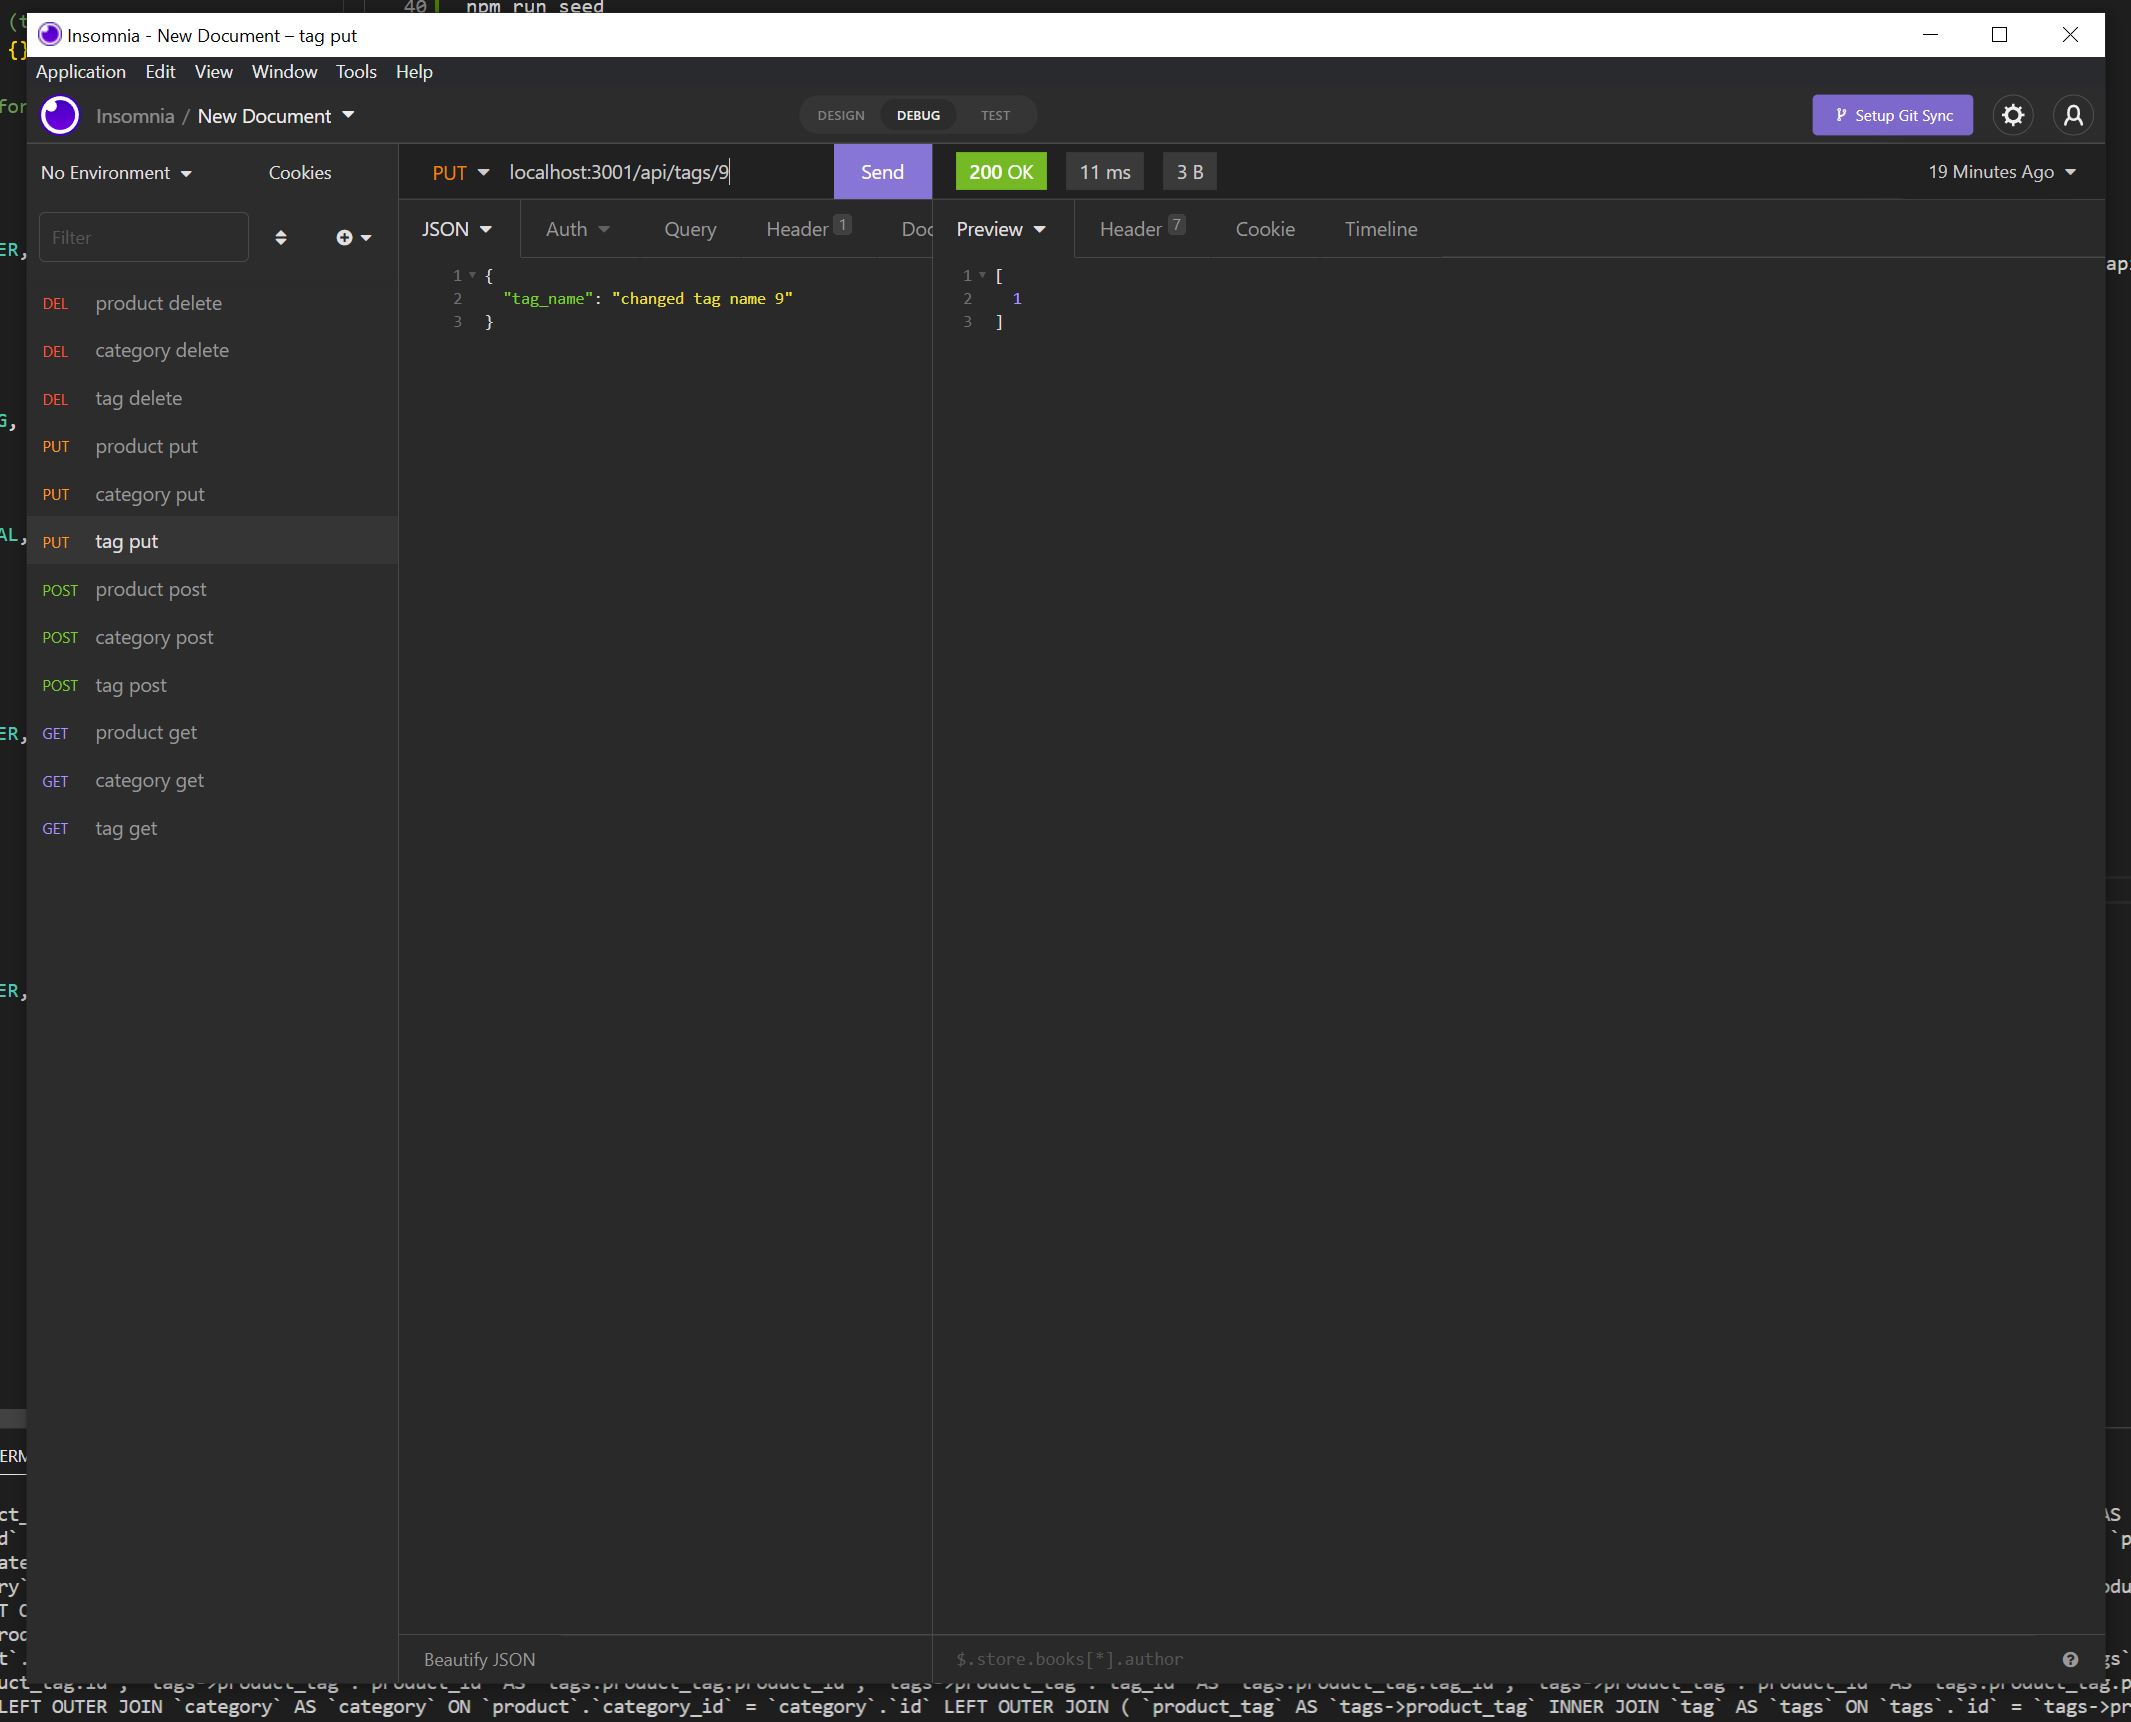 40 npm run seed
(t
{}
for
ER,
G,
AL,
ER,
ER,
ERM
Insomnia - New Document – tag put
Application Edit View Window Tools Help
Insomnia / New Document
DESIGN DEBUG TEST
Setup Git Sync
No Environment Cookies
PUT localhost:3001/api/tags/9 Send
200 OK 11 ms 3 B 19 Minutes Ago
Filter
JSON Auth Query Header 1 Doc
Preview Header 7 Cookie Timeline
DEL product delete
DEL category delete
DEL tag delete
PUT product put
PUT category put
PUT tag put
POST product post
POST category post
POST tag post
GET product get
GET category get
GET tag get
1 {
2 "tag_name": "changed tag name 9"
3 }
1 [
2 1
3 ]
Beautify JSON
$.store.books[*].author
LEFT OUTER JOIN `category` AS `category` ON `product`.`category_id` = `category`.`id` LEFT OUTER JOIN ( `product_tag` AS `tags->product_tag` INNER JOIN `tag` AS `tags` ON `tags`.`id` = `tags->pr